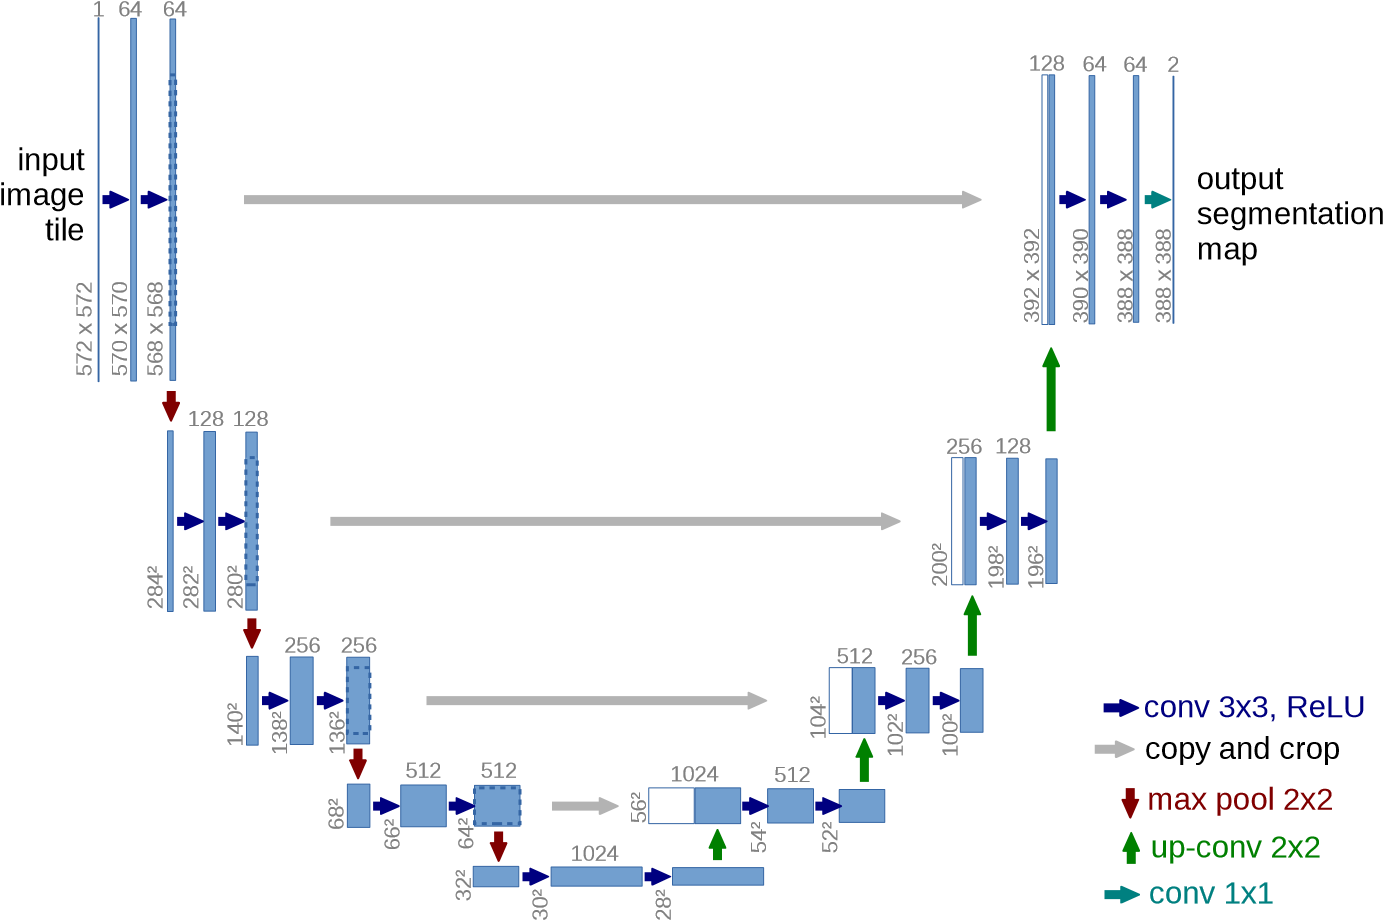 1 64 64
128 64 64 2
input
image
tile
output
segmentation
map
572 x 572
570 x 570
568 x 568
392 x 392
390 x 390
388 x 388
388 x 388
128 128
256 128
284²
282²
280²
200²
198²
196²
256 256
512 256
140²
138²
136²
104²
102²
100²
conv 3x3, ReLU
copy and crop
max pool 2x2
up-conv 2x2
conv 1x1
512 512
1024 512
68²
66²
64²
56²
54²
52²
1024
32²
30²
28²